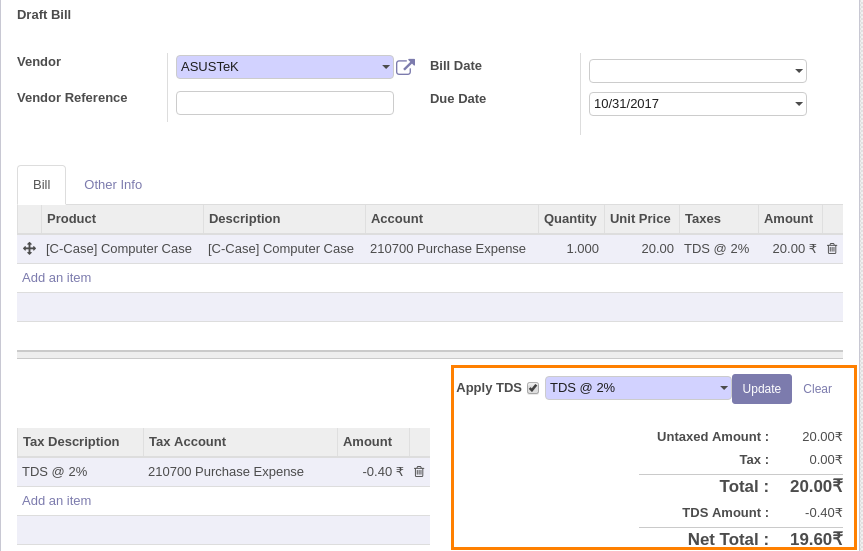 Draft Bill
Vendor ASUSTeK Bill Date
Vendor Reference Due Date 10/31/2017
Bill Other Info
Product Description Account Quantity Unit Price Taxes Amount
[C-Case] Computer Case [C-Case] Computer Case 210700 Purchase Expense 1.000 20.00 TDS @ 2% 20.00 ₹
Add an item
Apply TDS TDS @ 2% Update Clear
Untaxed Amount : 20.00₹
Tax : 0.00₹
Total : 20.00₹
TDS Amount : -0.40₹
Net Total : 19.60₹
Tax Description Tax Account Amount
TDS @ 2% 210700 Purchase Expense -0.40 ₹
Add an item